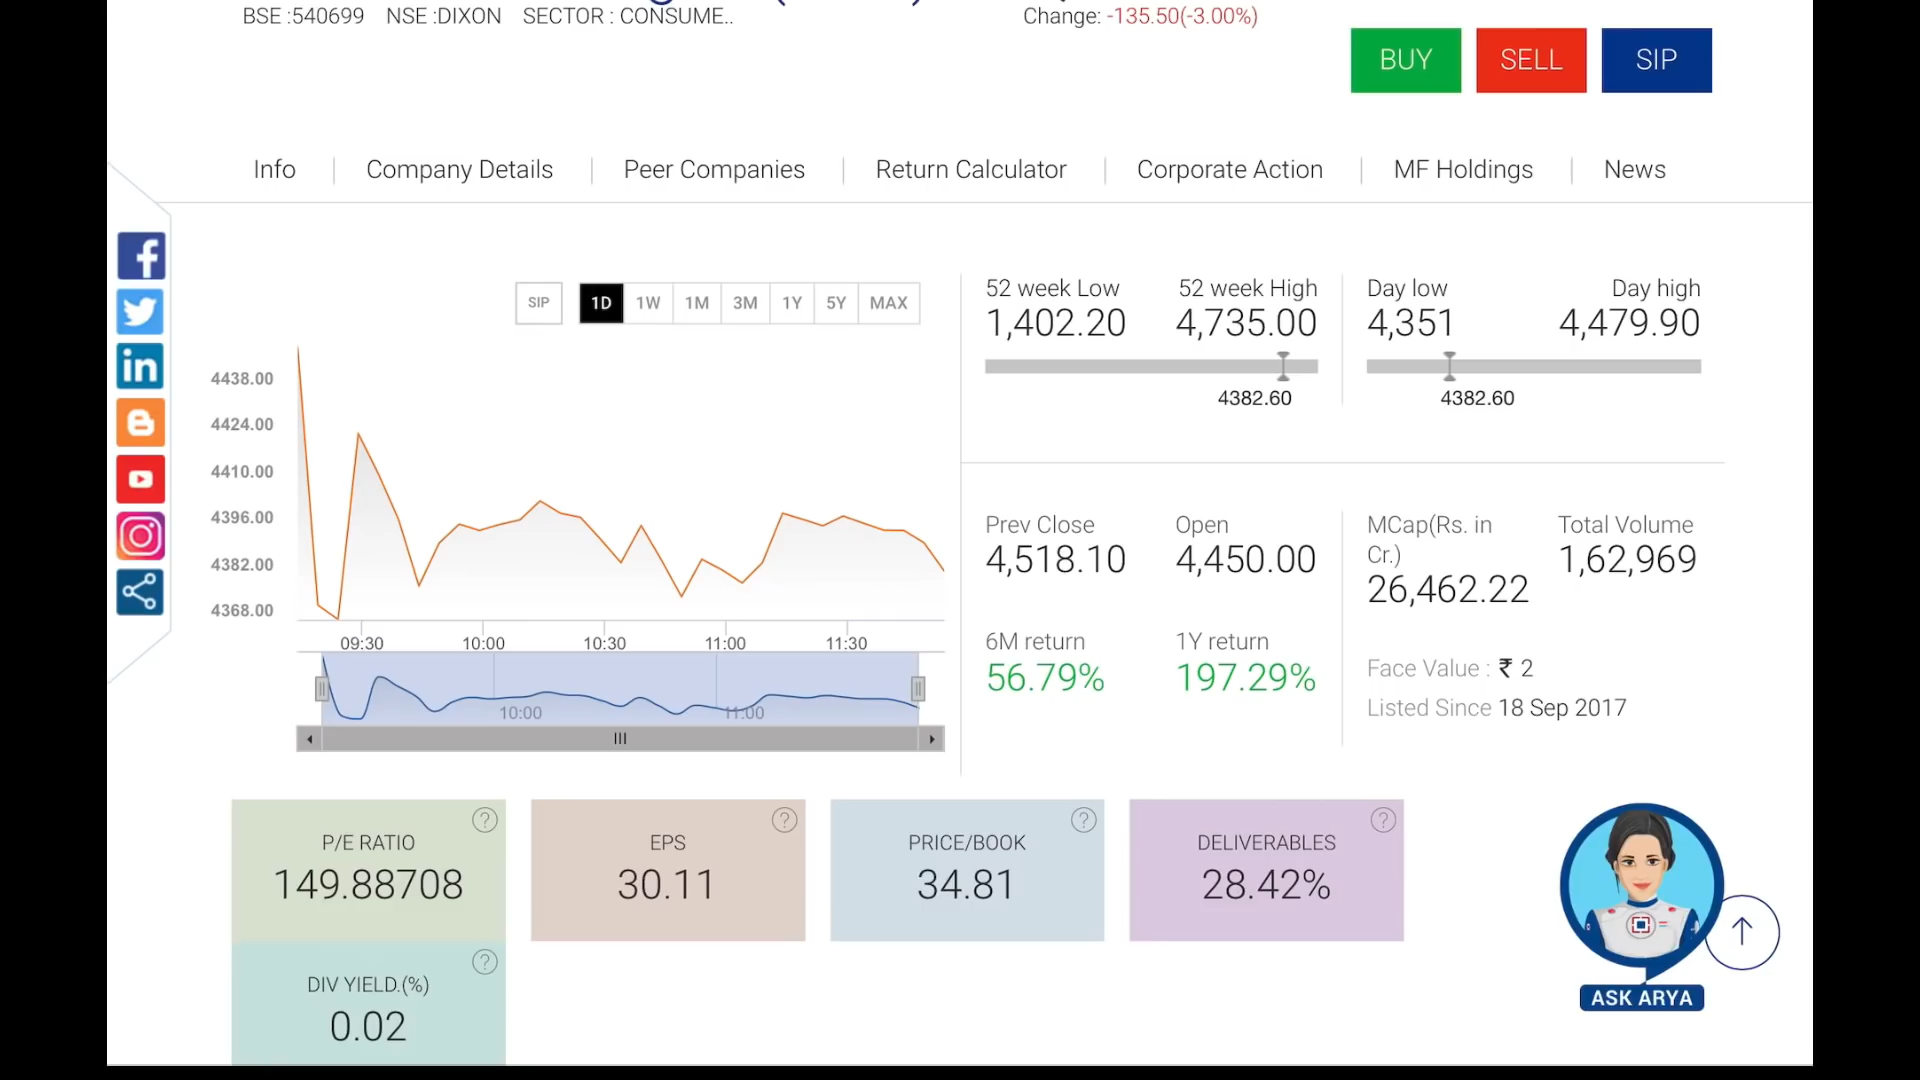 BSE :540699 NSE :DIXON SECTOR : CONSUME..
Change: -135.50(-3.00%)
BUY SELL SIP
Info Company Details Peer Companies Return Calculator Corporate Action MF Holdings News
SIP 1D 1W 1M 3M 1Y 5Y MAX
4438.00
4424.00
4410.00
4396.00
4382.00
4368.00
09:30 10:00 10:30 11:00 11:30
10:00 11:00
52 week Low 52 week High
1,402.20 4,735.00
4382.60
Day low Day high
4,351 4,479.90
4382.60
Prev Close Open
4,518.10 4,450.00
6M return 1Y return
56.79% 197.29%
MCap(Rs. in
Cr.)
26,462.22
Total Volume
1,62,969
Face Value : ₹ 2
Listed Since 18 Sep 2017
P/E RATIO
149.88708
EPS
30.11
PRICE/BOOK
34.81
DELIVERABLES
28.42%
DIV YIELD.(%)
0.02
ASK ARYA